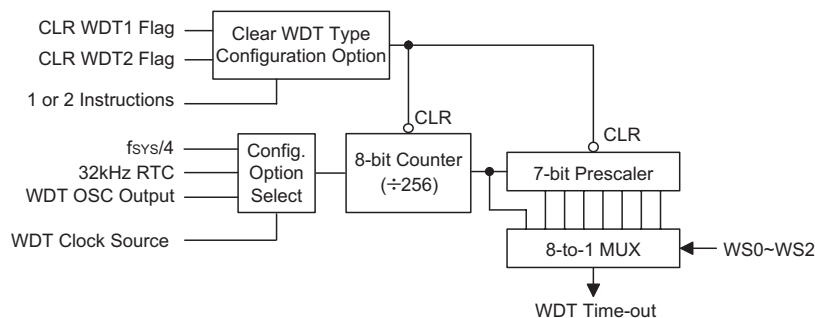 CLR WDT1 Flag
CLR WDT2 Flag
1 or 2 Instructions
Clear WDT Type
Configuration Option
CLR
CLR
fSYS/4
32kHz RTC
WDT OSC Output
WDT Clock Source
Config.
Option
Select
8-bit Counter
(÷256)
7-bit Prescaler
8-to-1 MUX
WS0~WS2
WDT Time-out